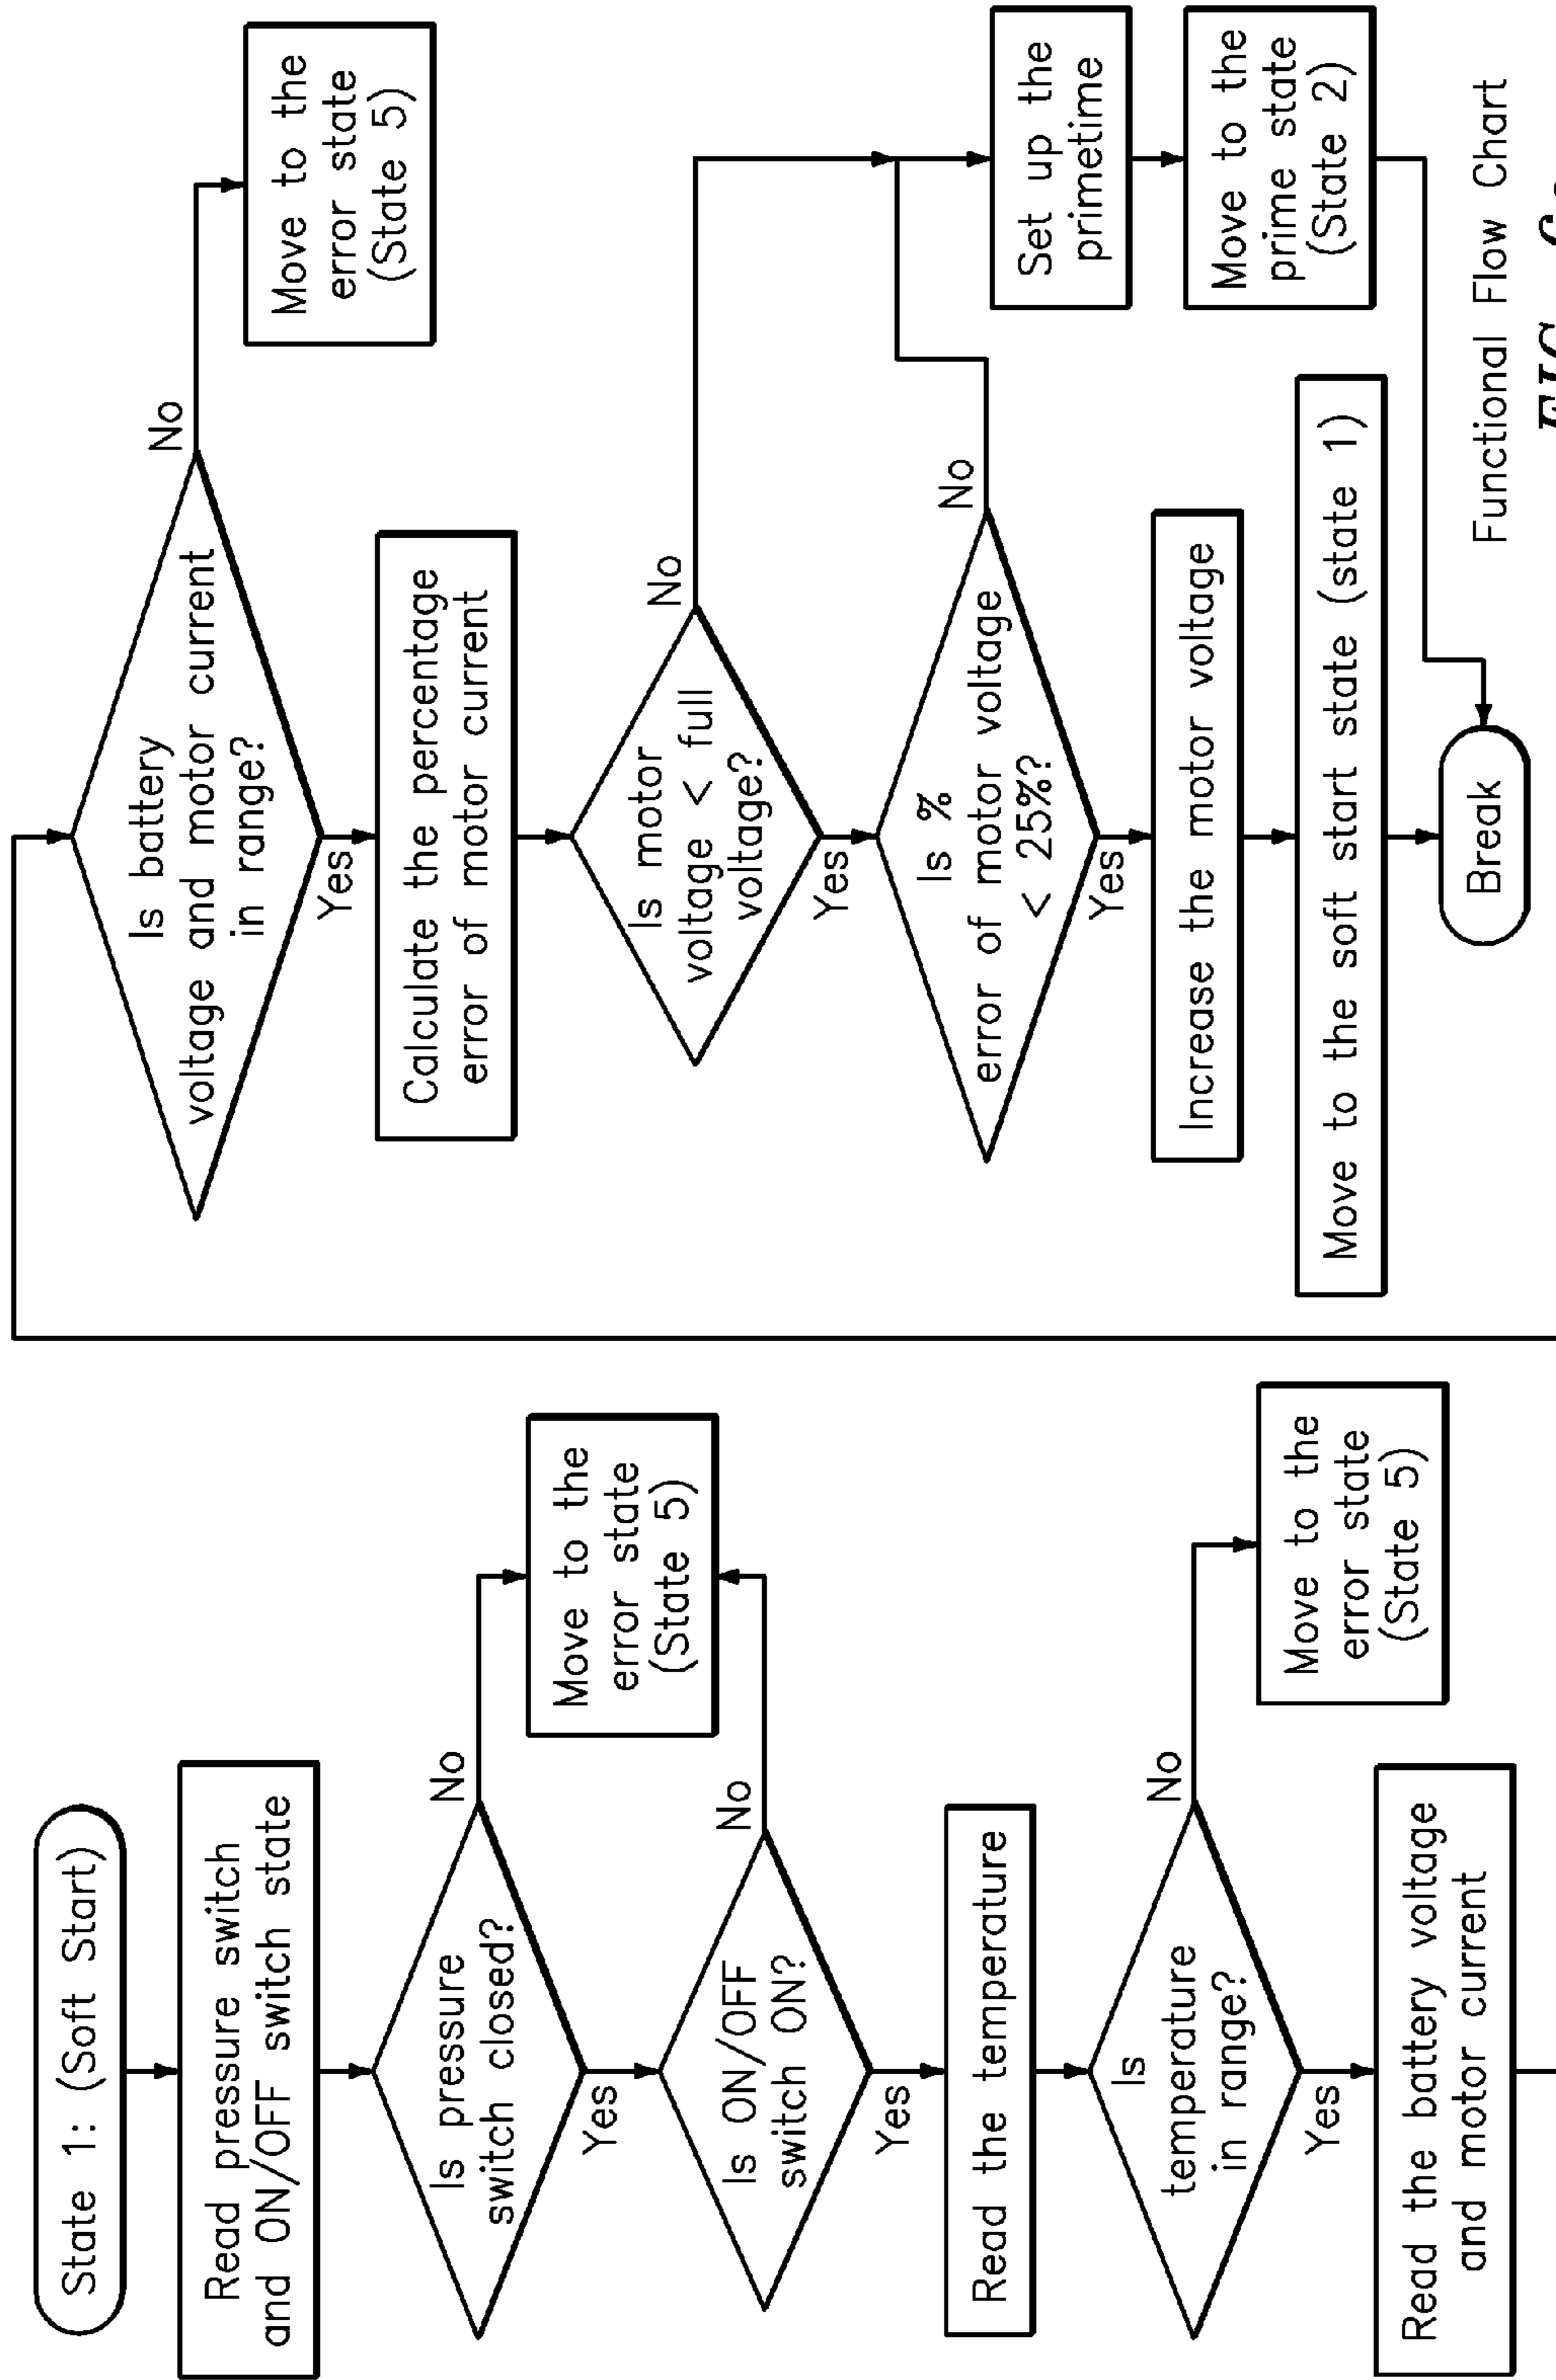 State 1: (Soft Start)
Read pressure switch
and ON/OFF switch state
Is pressure
switch closed?
No
Yes
Move to the
error state
(State 5)
Is ON/OFF
switch ON?
No
Yes
Read the temperature
Is
temperature
in range?
No
Yes
Move to the
error state
(State 5)
Read the battery voltage
and motor current
Is battery
voltage and motor current
in range?
No
Yes
Move to the
error state
(State 5)
Calculate the percentage
error of motor current
Is motor
voltage < full
voltage?
No
Yes
Is %
error of motor voltage
< 25%?
No
Yes
Set up the
primetime
Move to the
prime state
(State 2)
Increase the motor voltage
Move to the soft start state (state 1)
Break
Functional Flow Chart